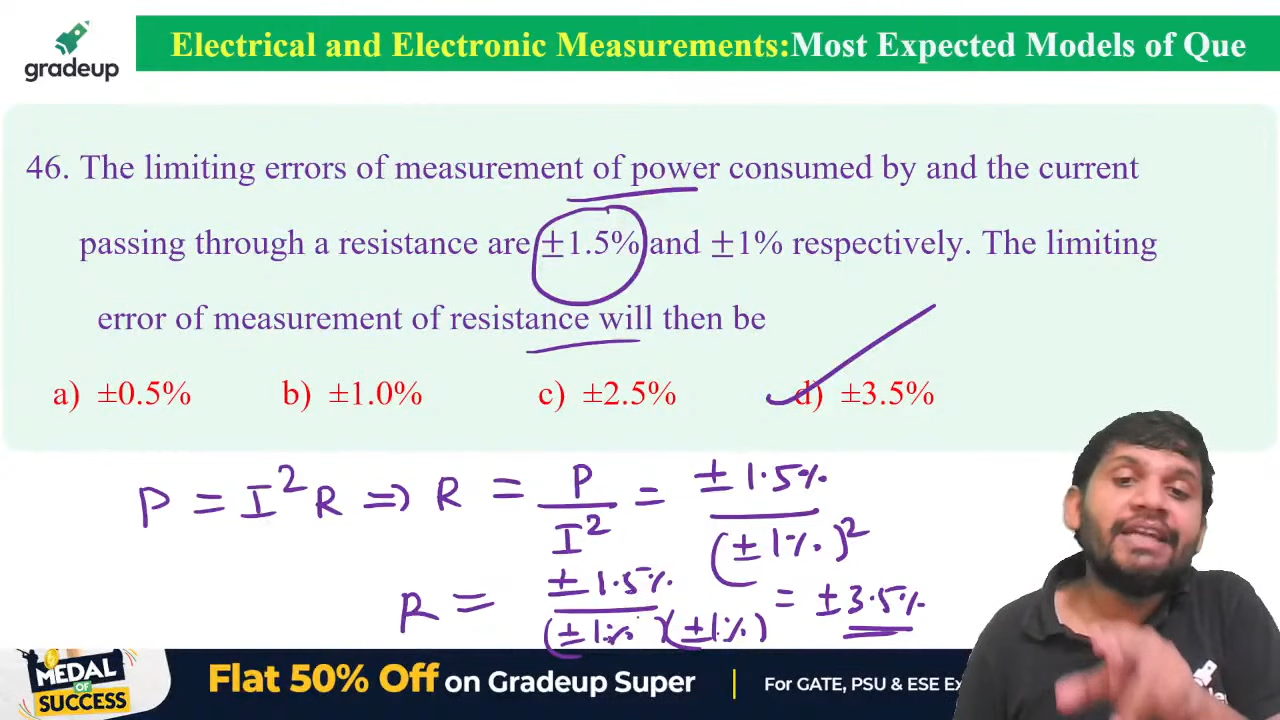 gradeup
Electrical and Electronic Measurements:Most Expected Models of Que
46. The limiting errors of measurement of power consumed by and the current
passing through a resistance are ±1.5% and ±1% respectively. The limiting
error of measurement of resistance will then be
a) ±0.5% b) ±1.0% c) ±2.5% d) ±3.5%
P = I²R ⇒ R = P/I² = ±1.5%/(±1%)²
R = ±1.5%/(±1%)(±1%) = ±3.5%
MEDAL
OF
SUCCESS
Flat 50% Off on Gradeup Super | For GATE, PSU & ESE Ex